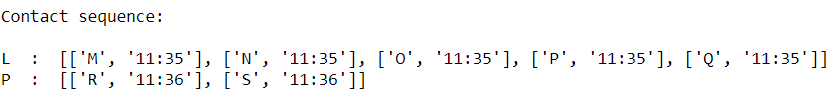 Contact sequence:
L  :  [['M', '11:35'], ['N', '11:35'], ['O', '11:35'], ['P', '11:35'], ['Q', '11:35']]
P  :  [['R', '11:36'], ['S', '11:36']]